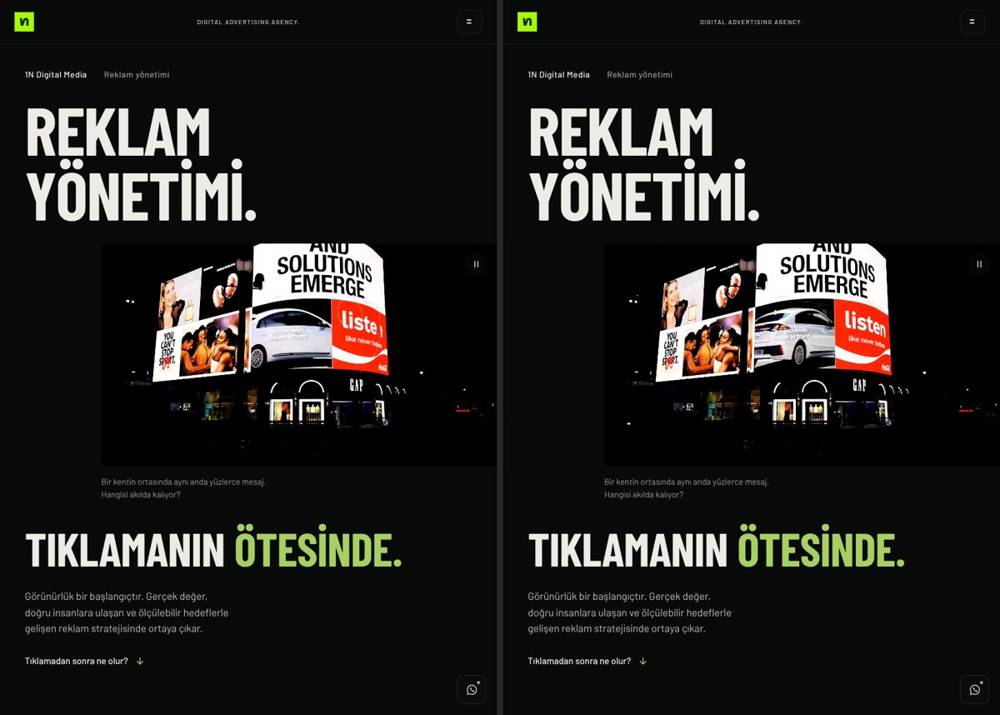 1N
DIGITAL ADVERTISING AGENCY.
1N Digital Media
Reklam yönetimi
REKLAM
YÖNETİMİ.
AND
SOLUTIONS
EMERGE
YOU
CAN'T
STOP
liste
like never before
GAP
Bir kentin ortasında aynı anda yüzlerce mesaj.
Hangisi akılda kalıyor?
TIKLAMANIN ÖTESİNDE.
Görünürlük bir başlangıçtır. Gerçek değer,
doğru insanlara ulaşan ve ölçülebilir hedeflerle
gelişen reklam stratejisinde ortaya çıkar.
Tıklamadan sonra ne olur?
1N
DIGITAL ADVERTISING AGENCY.
1N Digital Media
Reklam yönetimi
REKLAM
YÖNETİMİ.
AND
SOLUTIONS
EMERGE
YOU
CAN'T
STOP
listen
like never before
GAP
Bir kentin ortasında aynı anda yüzlerce mesaj.
Hangisi akılda kalıyor?
TIKLAMANIN ÖTESİNDE.
Görünürlük bir başlangıçtır. Gerçek değer,
doğru insanlara ulaşan ve ölçülebilir hedeflerle
gelişen reklam stratejisinde ortaya çıkar.
Tıklamadan sonra ne olur?